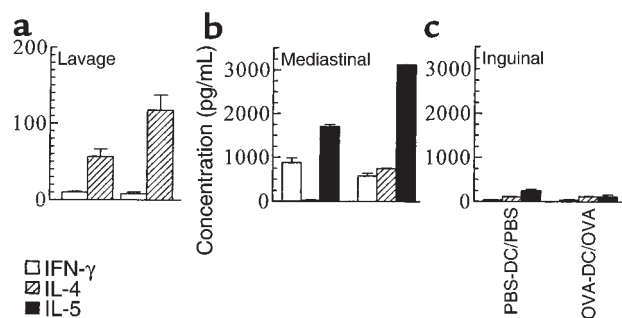 a
Lavage
200
100
0
b
Mediastinal
Concentration (pg/mL)
3000
2000
1000
0
c
Inguinal
3000
2000
1000
0
PBS-DC/PBS
OVA-DC/OVA
IFN-γ
IL-4
IL-5